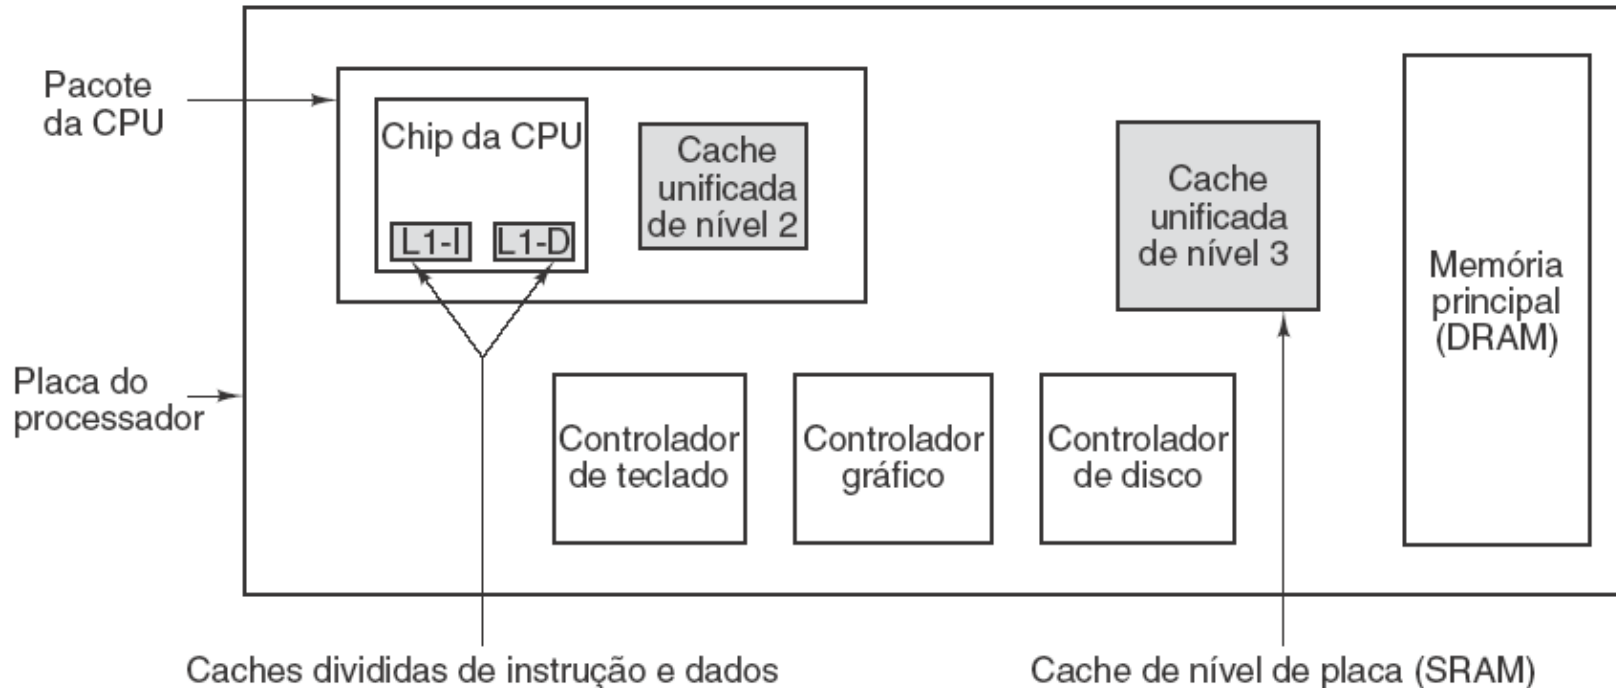 Pacote
da CPU
Chip da CPU
L1-I
L1-D
Cache
unificada
de nível 2
Cache
unificada
de nível 3
Memória
principal
(DRAM)
Placa do
processador
Controlador
de teclado
Controlador
gráfico
Controlador
de disco
Caches divididas de instrução e dados
Cache de nível de placa (SRAM)